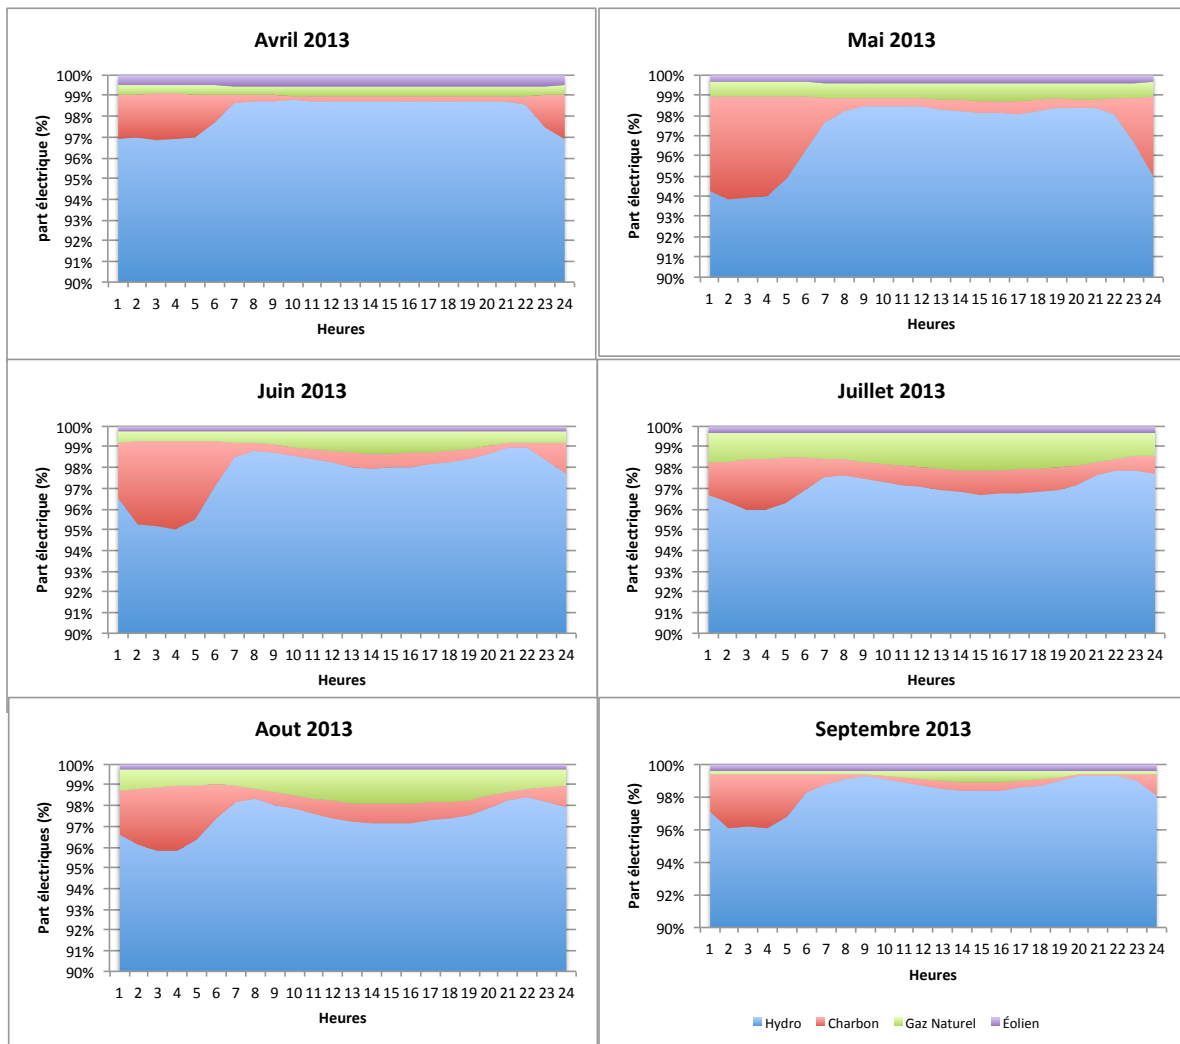 Avril 2013
part électrique (%)
100%
99%
98%
97%
96%
95%
94%
93%
92%
91%
90%
1 2 3 4 5 6 7 8 9 10 11 12 13 14 15 16 17 18 19 20 21 22 23 24
Heures
Mai 2013
Part électrique (%)
100%
99%
98%
97%
96%
95%
94%
93%
92%
91%
90%
1 2 3 4 5 6 7 8 9 10 11 12 13 14 15 16 17 18 19 20 21 22 23 24
Heures
Juin 2013
Part électrique (%)
100%
99%
98%
97%
96%
95%
94%
93%
92%
91%
90%
1 2 3 4 5 6 7 8 9 10 11 12 13 14 15 16 17 18 19 20 21 22 23 24
Heures
Juillet 2013
Part électrique (%)
100%
99%
98%
97%
96%
95%
94%
93%
92%
91%
90%
1 2 3 4 5 6 7 8 9 10 11 12 13 14 15 16 17 18 19 20 21 22 23 24
Heures
Aout 2013
Part électriques (%)
100%
99%
98%
97%
96%
95%
94%
93%
92%
91%
90%
1 2 3 4 5 6 7 8 9 10 11 12 13 14 15 16 17 18 19 20 21 22 23 24
Heures
Septembre 2013
Part électrique (%)
100%
98%
96%
94%
92%
90%
1 2 3 4 5 6 7 8 9 10 11 12 13 14 15 16 17 18 19 20 21 22 23 24
Heures
Hydro Charbon Gaz Naturel Éolien